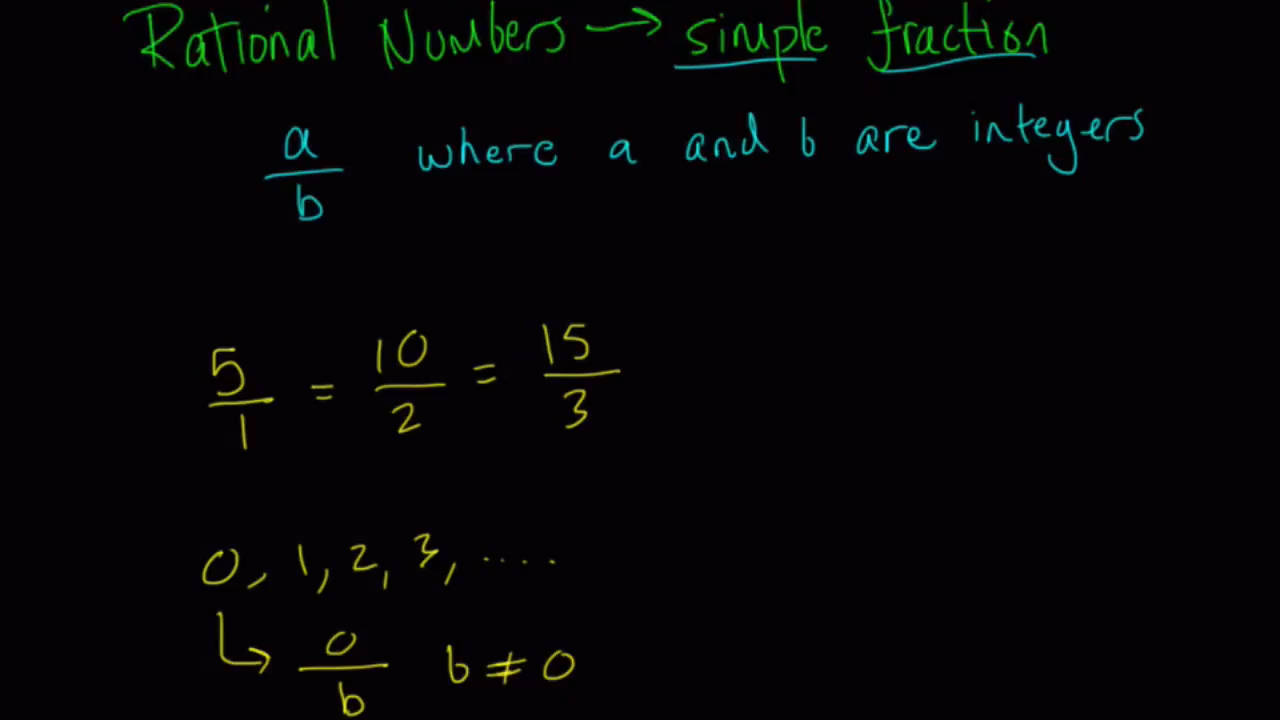 Rational Numbers → simple fraction
a/b where a and b are integers
5/1 = 10/2 = 15/3
0, 1, 2, 3, ....
↳ 0/b b ≠ 0